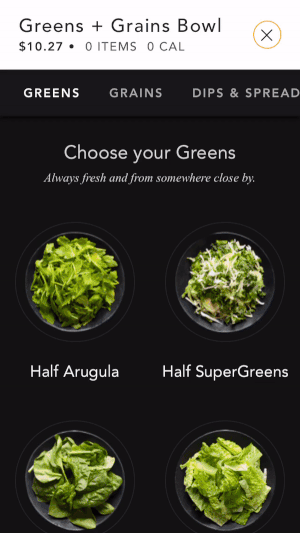 Greens + Grains Bowl
$10.27 • 0 ITEMS 0 CAL
GREENS GRAINS DIPS & SPREAD
Choose your Greens
Always fresh and from somewhere close by.
Half Arugula Half SuperGreens